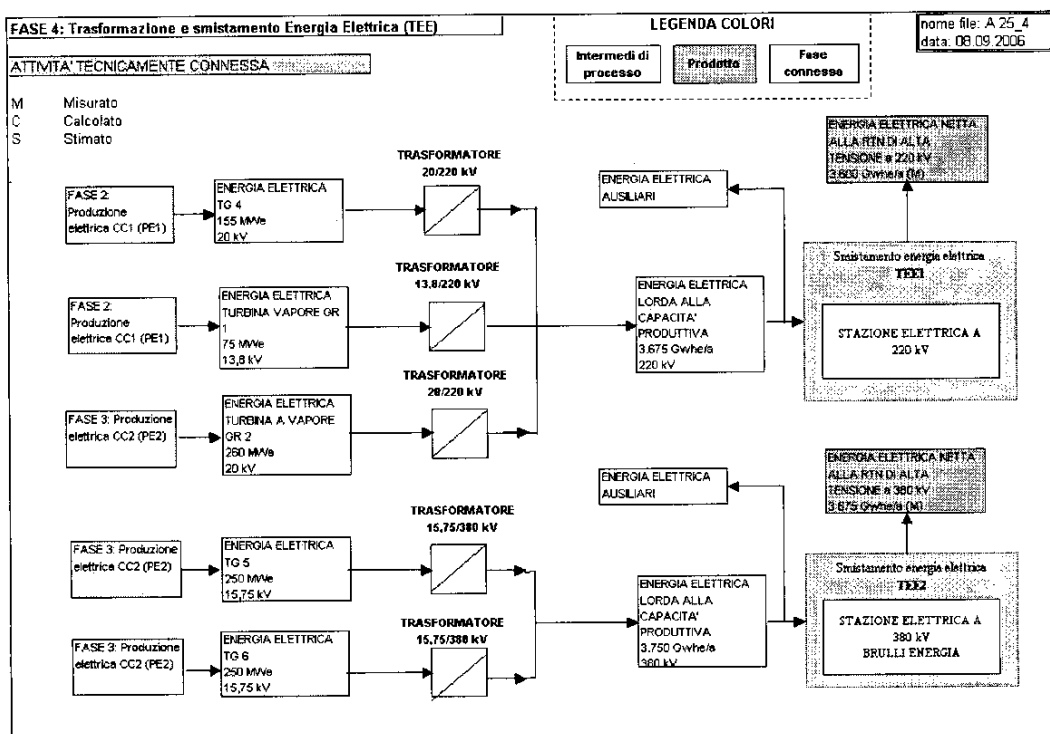 FASE 4: Trasformazione e smistamento Energia Elettrica (TEE)
LEGENDA COLORI
Intermedi di
processo
Prodotto
Fase
connessa
nome file: A 25_4
data: 08.09.2006
ATTIVITA' TECNICAMENTE CONNESSA
M Misurato
C Calcolato
S Stimato
FASE 2:
Produzione
elettrica CC1 (PE1)
ENERGIA ELETTRICA
TG 4
155 MWe
20 kV
TRASFORMATORE
20/220 kV
FASE 2:
Produzione
elettrica CC1 (PE1)
ENERGIA ELETTRICA
TURBINA VAPORE GR
1
75 MWe
13,8 kV
TRASFORMATORE
13,8/220 kV
FASE 3: Produzione
elettrica CC2 (PE2)
ENERGIA ELETTRICA
TURBINA A VAPORE
GR 2
260 MWe
20 kV
TRASFORMATORE
20/220 kV
ENERGIA ELETTRICA
LORDA ALLA
CAPACITA'
PRODUTTIVA
3.675 Gwhe/a
220 kV
ENERGIA ELETTRICA
AUSILIARI
ENERGIA ELETTRICA NETTA
ALLA RTN DI ALTA
TENSIONE a 220 kV
3.600 Gwhe/a (M)
Smistamento energia elettrica
TEE1
STAZIONE ELETTRICA A
220 kV
FASE 3: Produzione
elettrica CC2 (PE2)
ENERGIA ELETTRICA
TG 5
250 MWe
15,75 kV
TRASFORMATORE
15,75/380 kV
FASE 3: Produzione
elettrica CC2 (PE2)
ENERGIA ELETTRICA
TG 6
250 MWe
15,75 kV
TRASFORMATORE
15,75/380 kV
ENERGIA ELETTRICA
LORDA ALLA
CAPACITA'
PRODUTTIVA
3.750 Gwhe/a
380 kV
ENERGIA ELETTRICA
AUSILIARI
ENERGIA ELETTRICA NETTA
ALLA RTN DI ALTA
TENSIONE a 380 kV
3.675 Gwhe/a (M)
Smistamento energia elettrica
TEE2
STAZIONE ELETTRICA A
380 kV
BRULLI ENERGIA